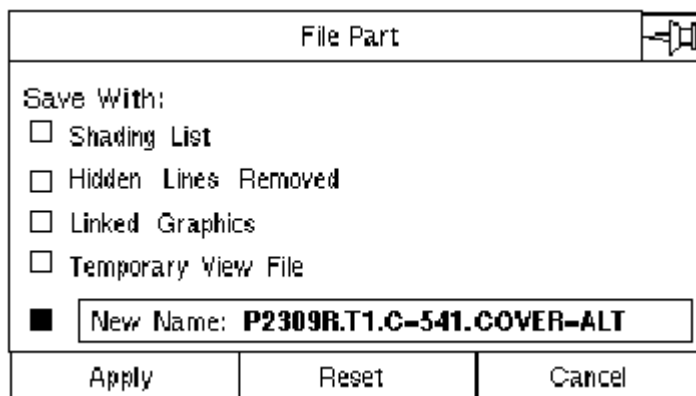 File Part
Save With:
Shading List
Hidden Lines Removed
Linked Graphics
Temporary View File
New Name: P2309R.T1.C-541.COVER-ALT
Apply Reset Cancel